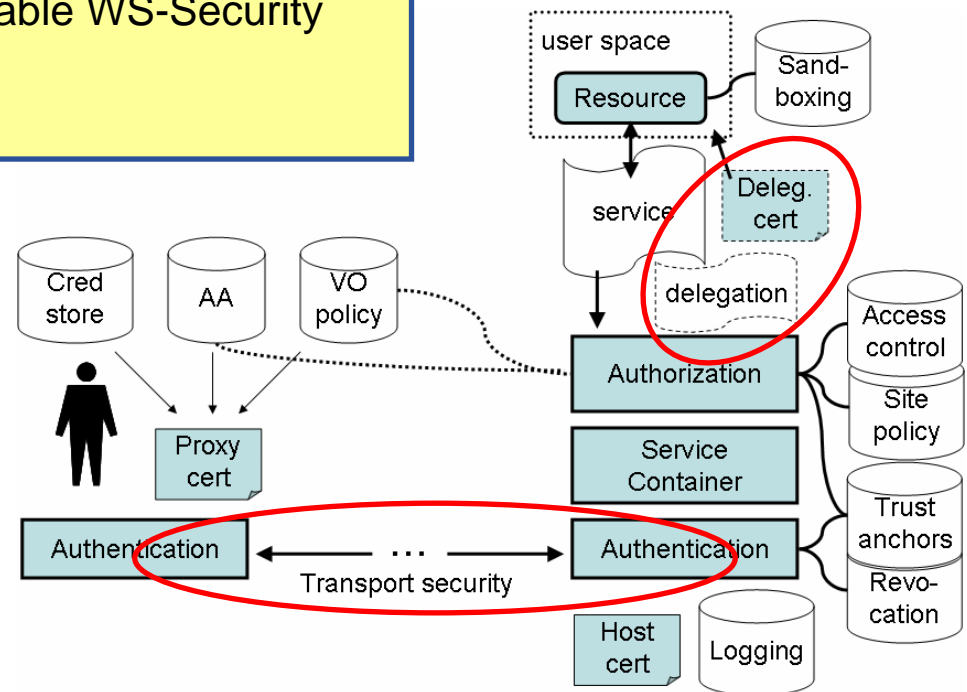 able WS-Security
user space
Resource
Sand-
boxing
service
Deleg.
cert
delegation
Cred
store
AA
VO
policy
Access
control
Authorization
Site
policy
Proxy
cert
Service
Container
Trust
anchors
Authentication
...
Authentication
Transport security
Revo-
cation
Host
cert
Logging